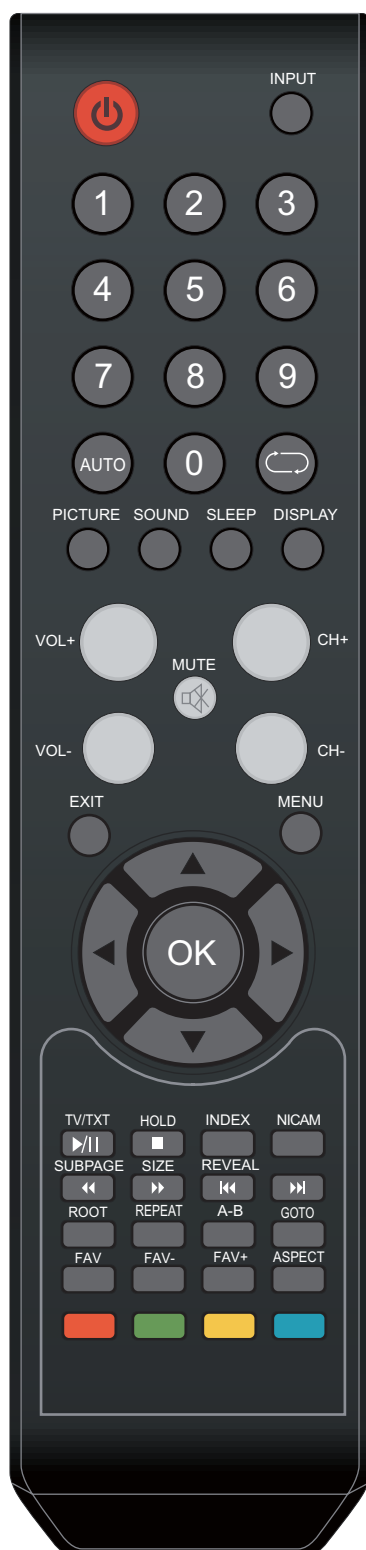 INPUT
1 2 3
4 5 6
7 8 9
AUTO 0
PICTURE SOUND SLEEP DISPLAY
VOL+ CH+
MUTE
VOL- CH-
EXIT MENU
OK
TV/TXT HOLD INDEX NICAM
SUBPAGE SIZE REVEAL
ROOT REPEAT A-B GOTO
FAV FAV- FAV+ ASPECT